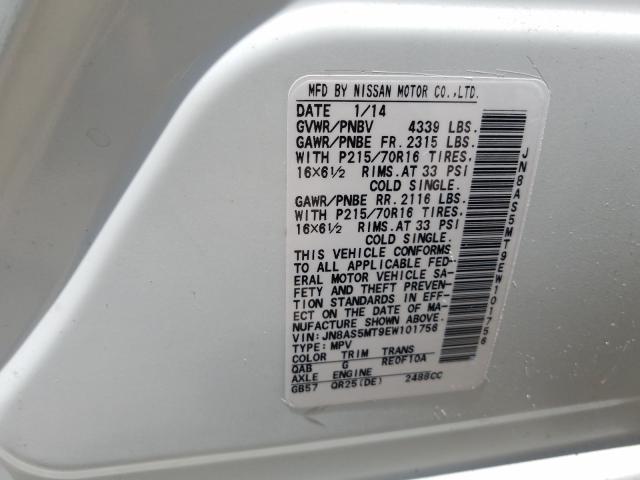 MFD BY NISSAN MOTOR CO.,LTD.
DATE 1/14
GVWR/PNBV 4339 LBS.
GAWR/PNBE FR. 2315 LBS.
WITH P215/70R16 TIRES.
16×6½ RIMS. AT 33 PSI
COLD SINGLE.
GAWR/PNBE RR. 2116 LBS.
WITH P215/70R16 TIRES.
16×6½ RIMS. AT 33 PSI
COLD SINGLE.
THIS VEHICLE CONFORMS
TO ALL APPLICABLE FED-
ERAL MOTOR VEHICLE SA-
FETY AND THEFT PREVEN-
TION STANDARDS IN EFF-
ECT ON THE DATE OF MA-
NUFACTURE SHOWN ABOVE.
VIN: JN8AS5MT9EW101756
TYPE: MPV
COLOR TRIM TRANS
QAB G RE0F10A
AXLE ENGINE
GB57 QR25(DE) 2488CC
JN8AS5MT9EW101756